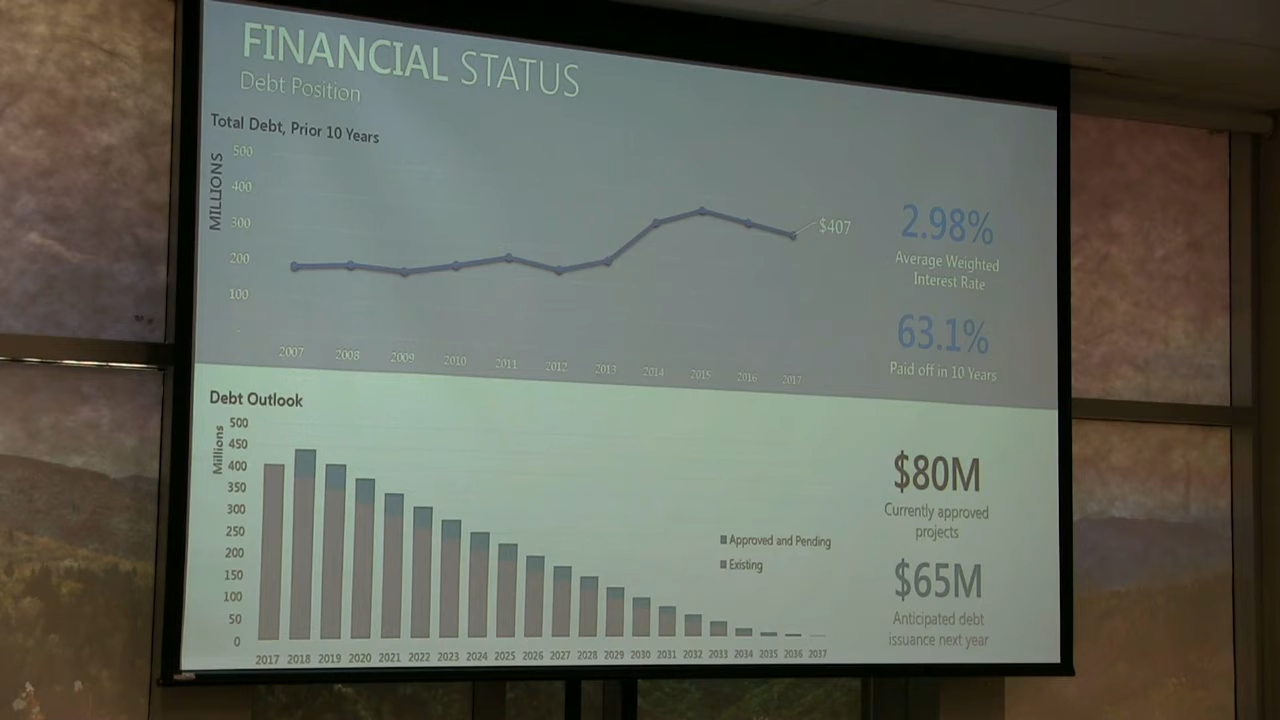 FINANCIAL STATUS
Debt Position
Total Debt, Prior 10 Years
MILLIONS
500
400
300
200
100
-
$407
2007 2008 2009 2010 2011 2012 2013 2014 2015 2016 2017
2.98%
Average Weighted
Interest Rate
63.1%
Paid off in 10 Years
Debt Outlook
Millions
500
450
400
350
300
250
200
150
100
50
0
2017 2018 2019 2020 2021 2022 2023 2024 2025 2026 2027 2028 2029 2030 2031 2032 2033 2034 2035 2036 2037
Approved and Pending
Existing
$80M
Currently approved
projects
$65M
Anticipated debt
issuance next year